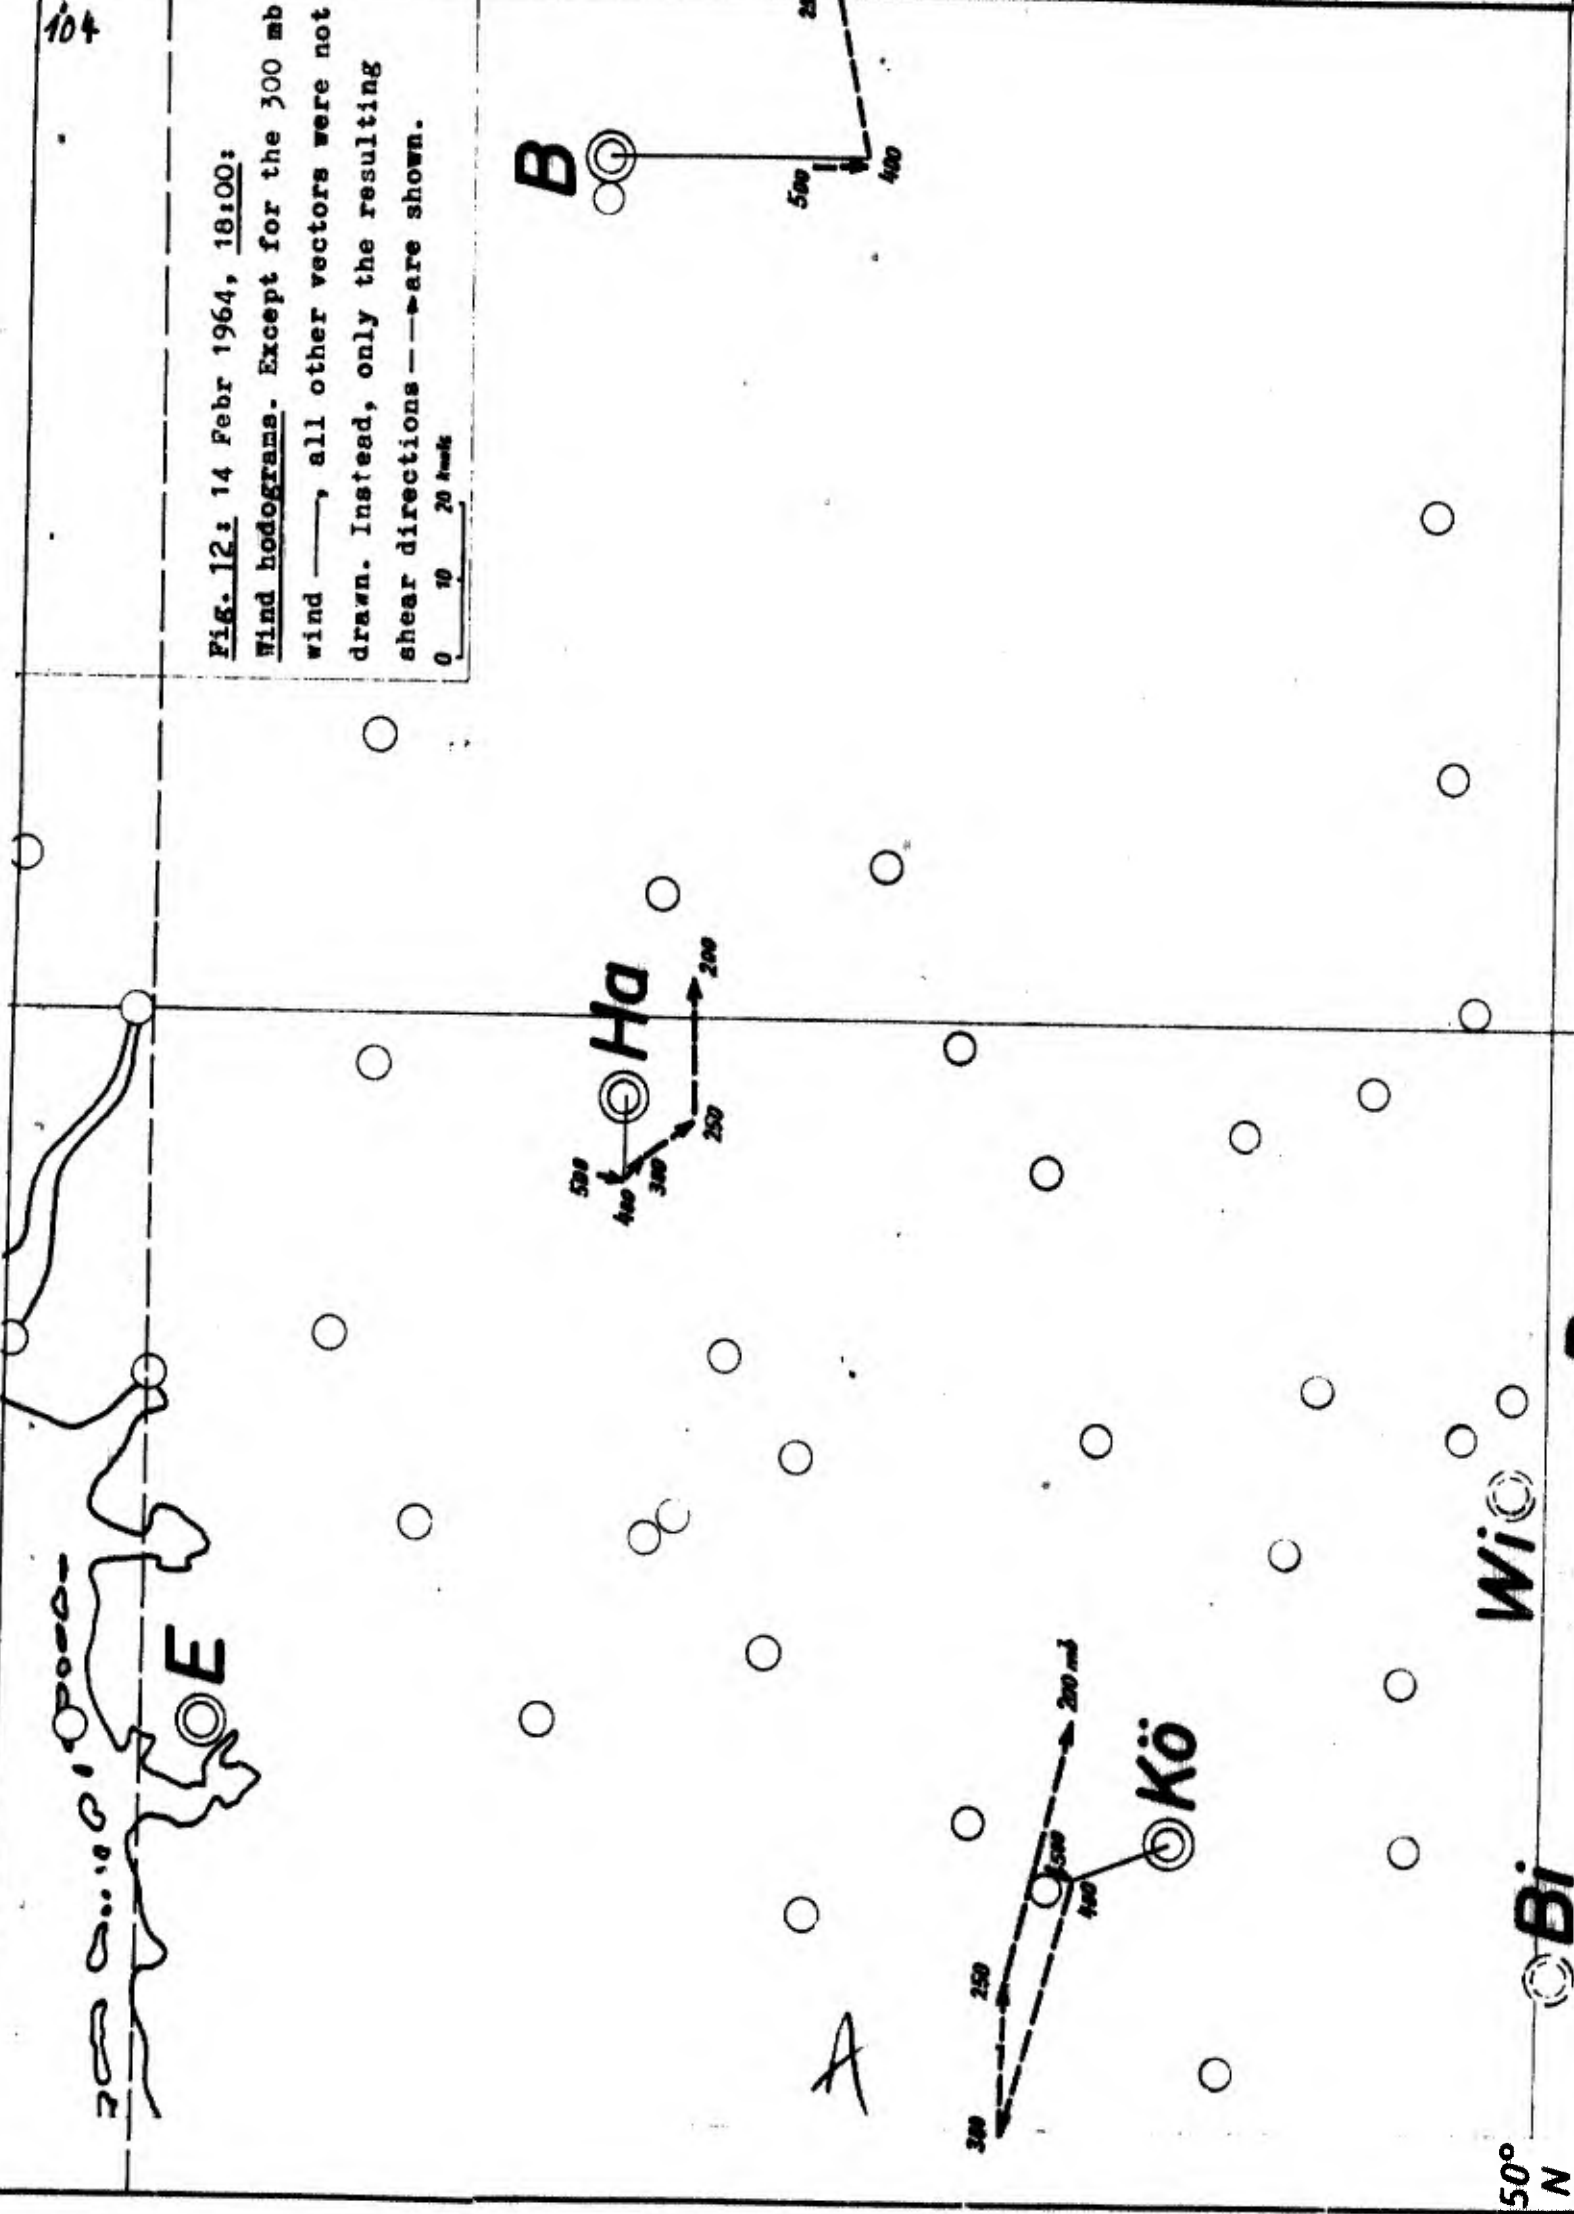 104
Fig. 12: 14 Febr 1964, 18:00:
Wind hodograms. Except for the 300 mb
wind ——, all other vectors were not
drawn. Instead, only the resulting
shear directions — — are shown.
0 10 20 knots
B
500
400
Ha
500
400
300
250
200
E
A
300
250
200 mb
500
400
Kö
Wi
Bi
50°
N